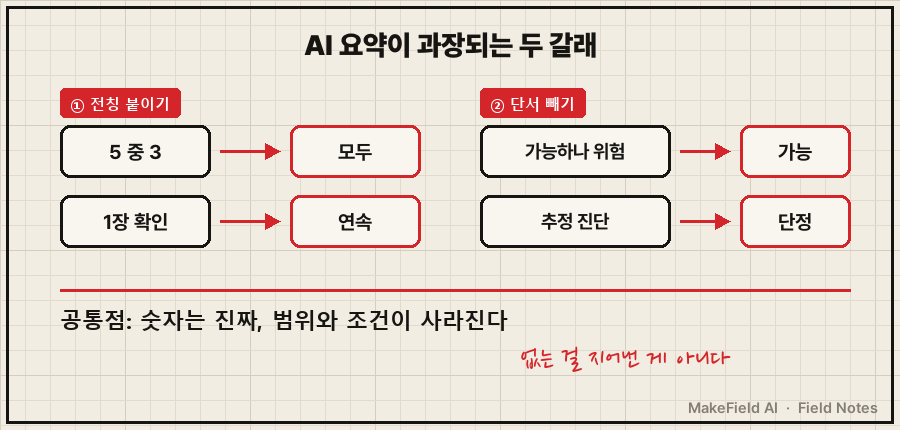 AI 요약이 과장되는 두 갈래
① 전칭 붙이기
5 중 3
모두
1장 확인
연속
② 단서 빼기
가능하나 위험
가능
추정 진단
단정
공통점: 숫자는 진짜, 범위와 조건이 사라진다
없는 걸 지어낸 게 아니다
MakeField AI · Field Notes